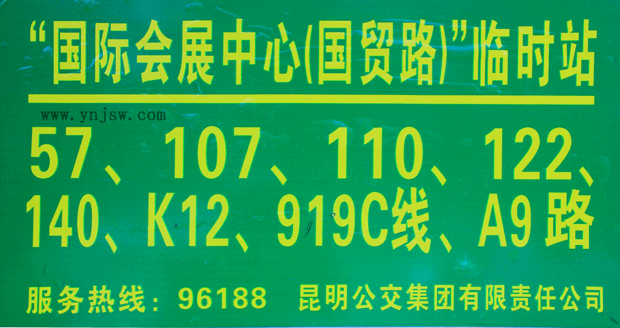 “国际会展中心(国贸路)”临时站
www.ynjsw.com
57、107、110、122、
140、K12、919C线、A9路
服务热线：96188 昆明公交集团有限责任公司